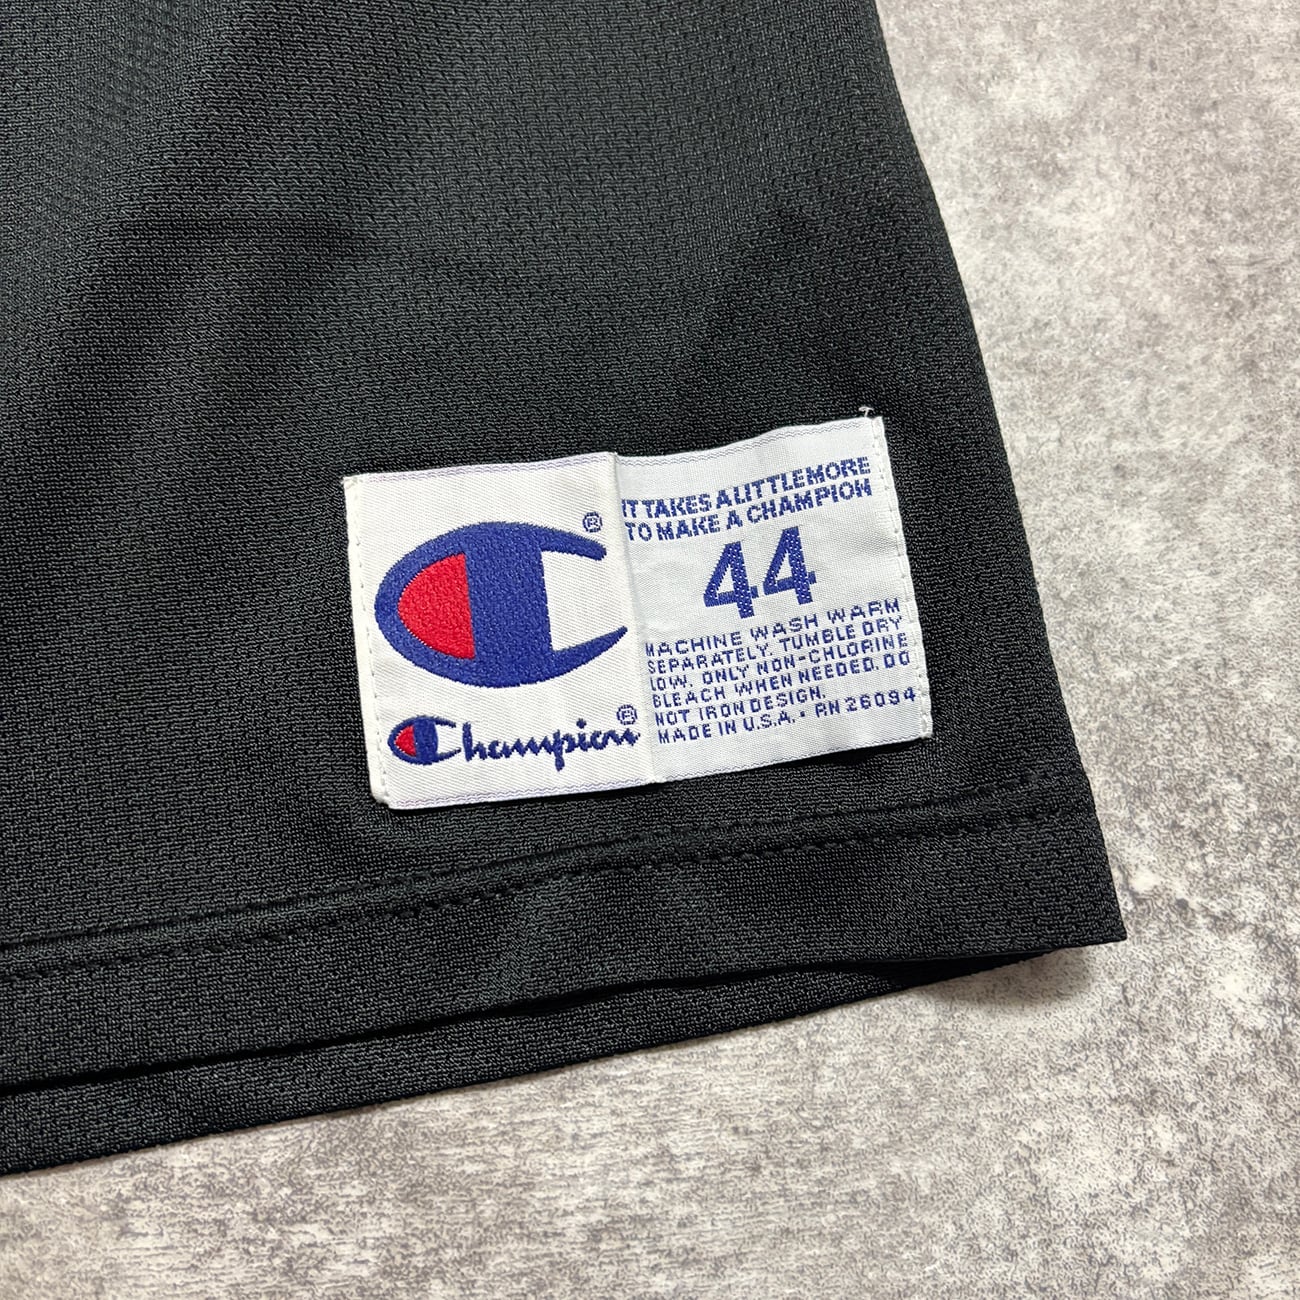 ®
Champion®
IT TAKES A LITTLE MORE
TO MAKE A CHAMPION
44
MACHINE WASH WARM
SEPARATELY, TUMBLE DRY
LOW. ONLY NON-CHLORINE
BLEACH WHEN NEEDED. DO
NOT IRON DESIGN.
MADE IN U.S.A. • RN 26094